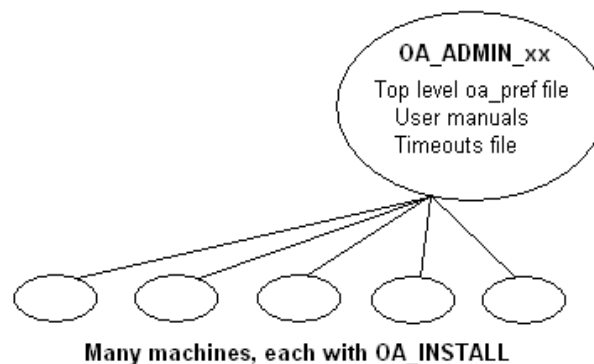 OA_ADMIN_xx
Top level oa_pref file
User manuals
Timeouts file
Many machines, each with OA_INSTALL